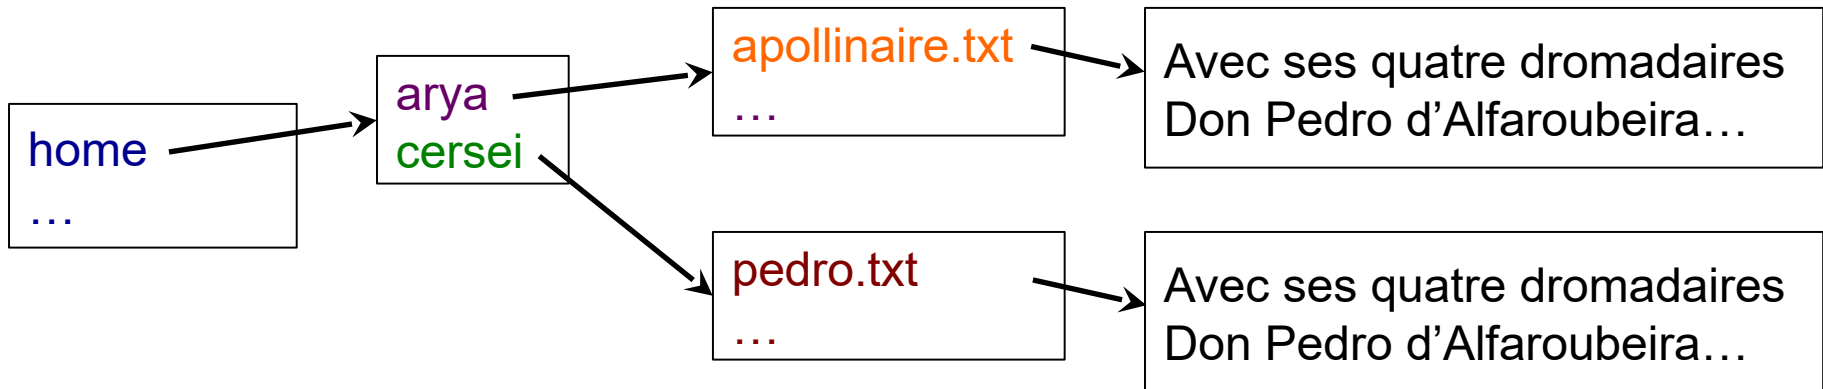 home
…
arya
cersei
apollinaire.txt
…
Avec ses quatre dromadaires
Don Pedro d’Alfaroubeira…
pedro.txt
…
Avec ses quatre dromadaires
Don Pedro d’Alfaroubeira…